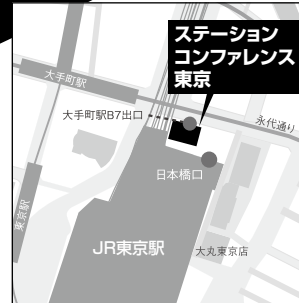 ステーション
コンファレンス
東京
大手町駅
大手町駅B7出口
永代通り
日本橋口
東京駅
JR東京駅
大丸東京店